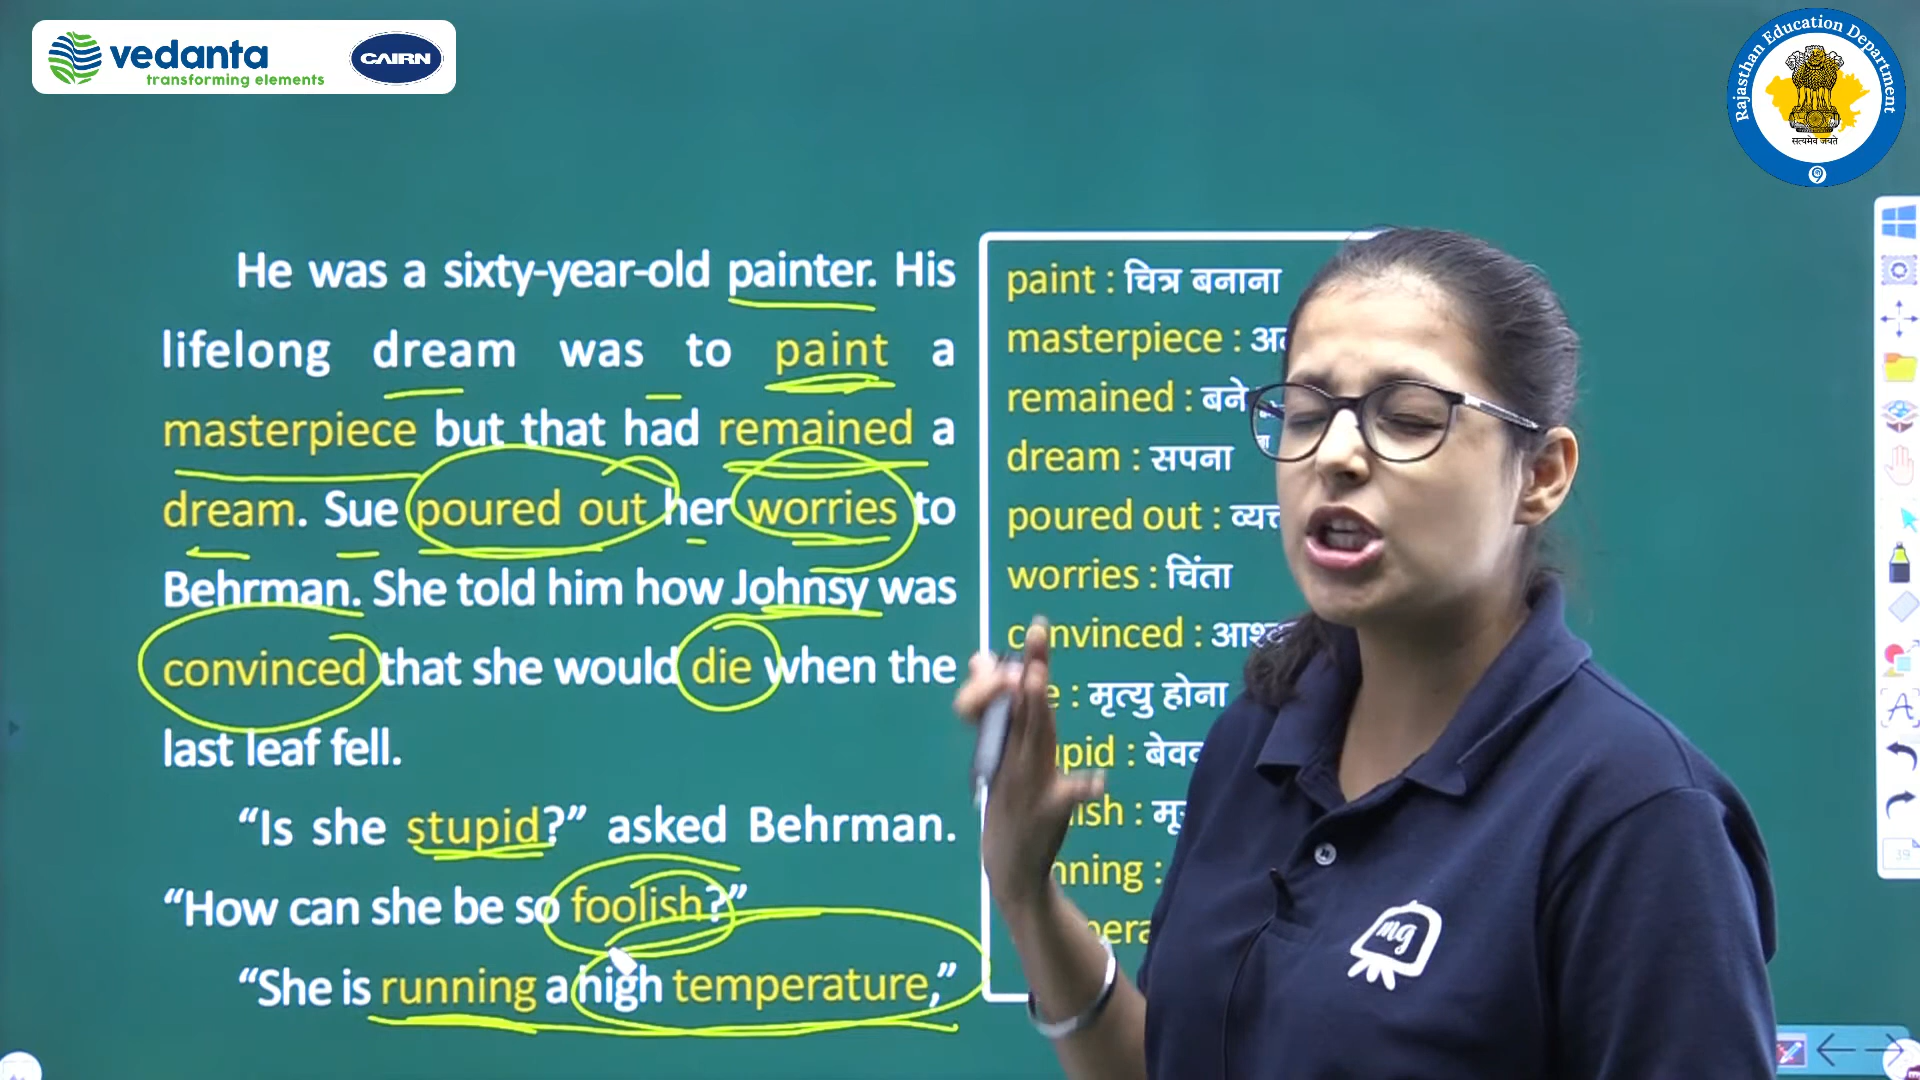 vedanta
transforming elements
CAIRN
Rajasthan Education Department
सत्यमेव जयते
He was a sixty-year-old painter. His
lifelong dream was to paint a
masterpiece but that had remained a
dream. Sue poured out her worries to
Behrman. She told him how Johnsy was
convinced that she would die when the
last leaf fell.
“Is she stupid?” asked Behrman.
“How can she be so foolish?”
“She is running a high temperature,”
paint : चित्र बनाना
masterpiece :
remained : बने
dream : सपना
poured out :
worries : चिंता
convinced :
: मृत्यु होना
mg
39